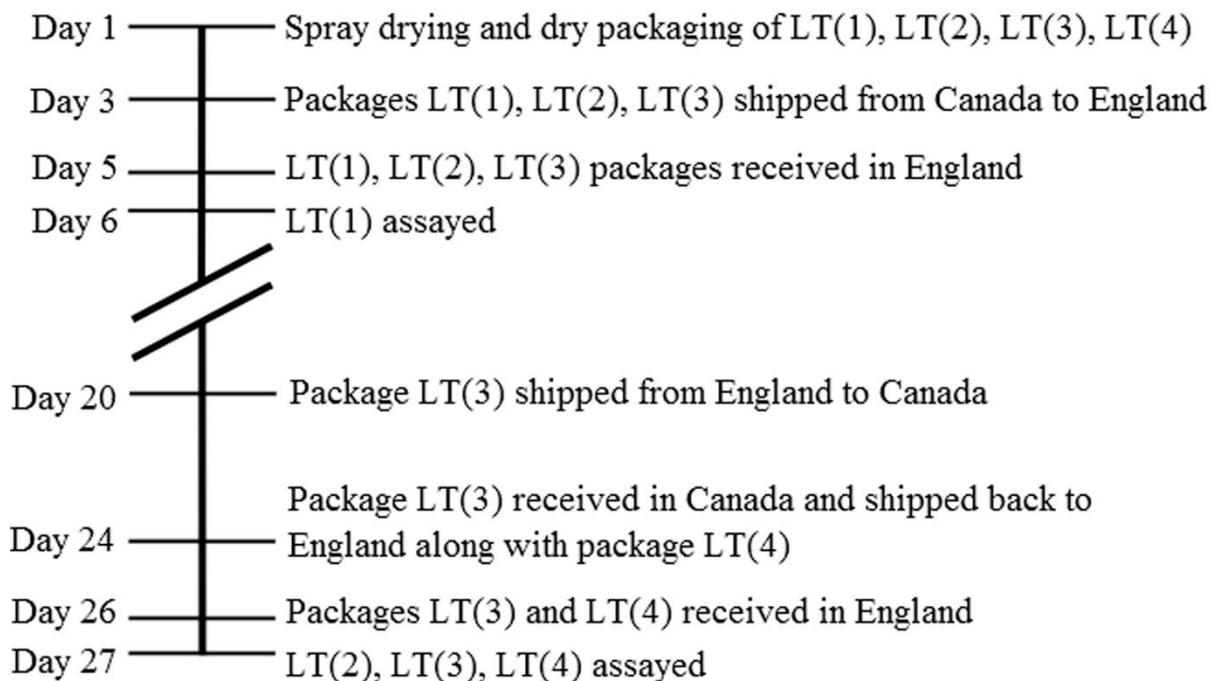 Day 1 Spray drying and dry packaging of LT(1), LT(2), LT(3), LT(4)
Day 3 Packages LT(1), LT(2), LT(3) shipped from Canada to England
Day 5 LT(1), LT(2), LT(3) packages received in England
Day 6 LT(1) assayed
Day 20 Package LT(3) shipped from England to Canada
Package LT(3) received in Canada and shipped back to
Day 24 England along with package LT(4)
Day 26 Packages LT(3) and LT(4) received in England
Day 27 LT(2), LT(3), LT(4) assayed